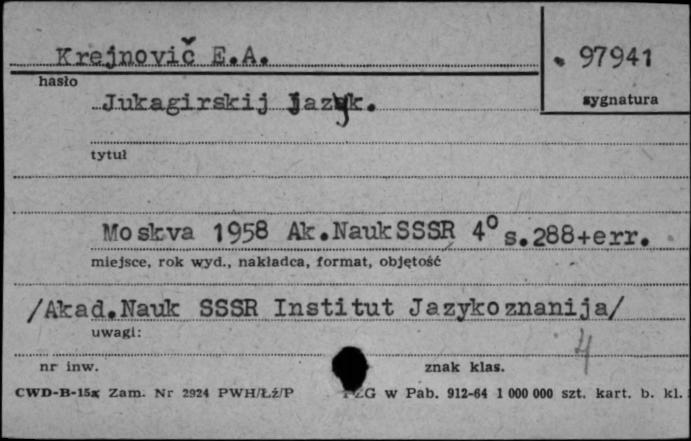 Krejnovič E.A.
97941
hasło
sygnatura
Jukagirskij jazyk.
tytuł
Moskva 1958 Ak.Nauk SSSR 4° s.288+err.
miejsce, rok wyd., nakładca, format, objętość
/Akad.Nauk SSSR Institut Jazykoznanija/
uwagi:
4
nr inw.
znak klas.
CWD-B-15a Zam. Nr 2924 PWH/Łź/P
w Pab. 912-64 1 000 000 szt. kart. b. kl.